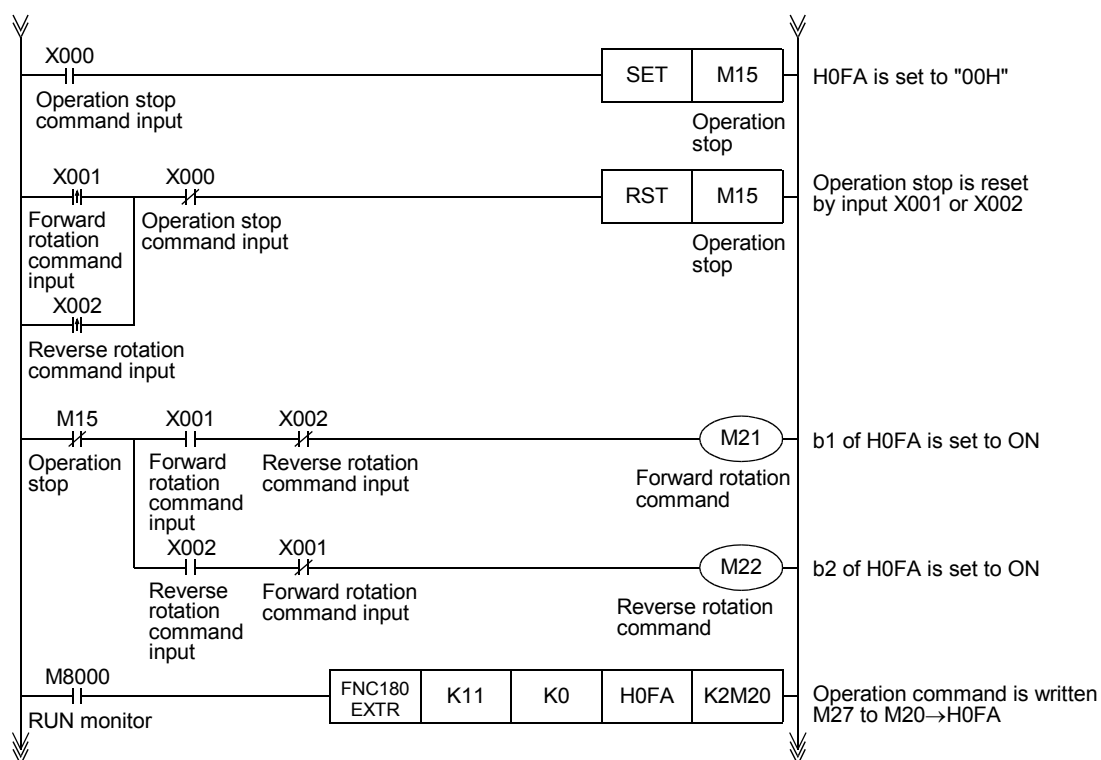 X000
SET M15
H0FA is set to "00H"
Operation stop
command input
Operation
stop
X001 X000
RST M15
Operation stop is reset
by input X001 or X002
Forward
rotation
command
input
Operation stop
command input
Operation
stop
X002
Reverse rotation
command input
M15 X001 X002
M21
b1 of H0FA is set to ON
Operation
stop
Forward
rotation
command
input
Reverse rotation
command input
Forward rotation
command
X002 X001
M22
b2 of H0FA is set to ON
Reverse
rotation
command
input
Forward rotation
command input
Reverse rotation
command
M8000
RUN monitor
FNC180
EXTR
K11 K0 H0FA K2M20
Operation command is written
M27 to M20→H0FA